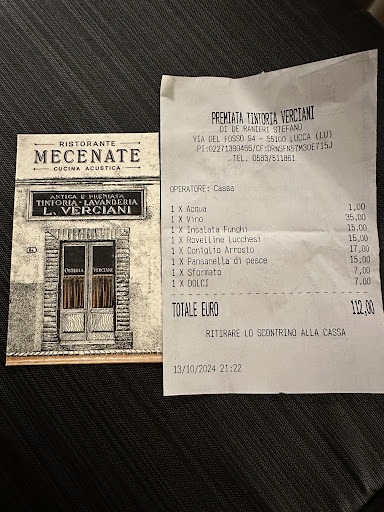 RISTORANTE
MECENATE
CUCINA ACUSTICA
ANTICA E PREMIATA
TINTORIA-LAVANDERIA
L. VERCIANI
OSTERIA VERCIANI
PREMIATA TINTORIA VERCIANI
DI DE RANIERI STEFANO
VIA DEL FOSSO 94 - 55100 LUCCA (LU)
TEL. 0583/511861
OPERATORE: Cassa
1 X Acqua 1,00
1 X Vino 35,00
1 X Insalata Funghi 15,00
1 X Rovelline Lucchesi 15,00
1 X Coniglio Arrosto 17,00
1 X Pansanella di pesce 15,00
1 X Sformato 7,00
1 X DOLCI 7,00
TOTALE EURO 112,00
RITIRARE LO SCONTRINO ALLA CASSA
13/10/2024 21:22